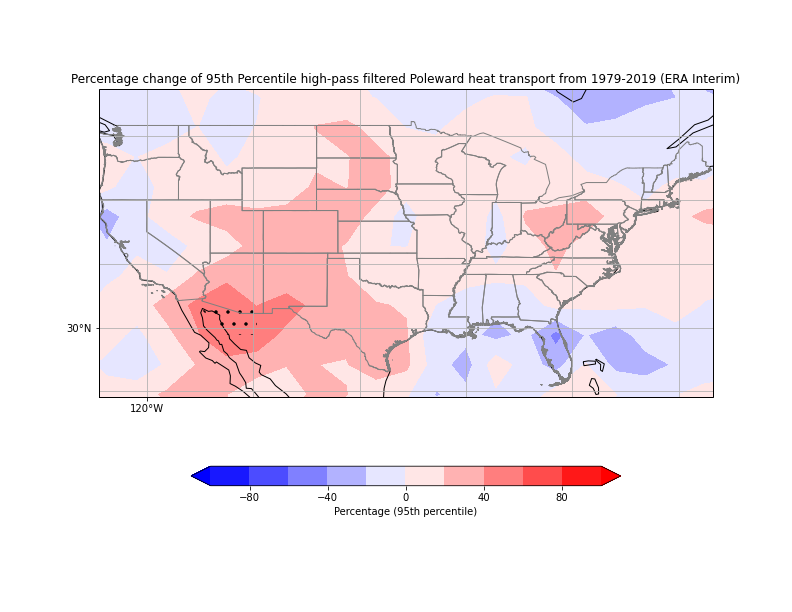 Percentage change of 95th Percentile high-pass filtered Poleward heat transport from 1979-2019 (ERA Interim)
30°N
120°W
−80 −40 0 40 80
Percentage (95th percentile)